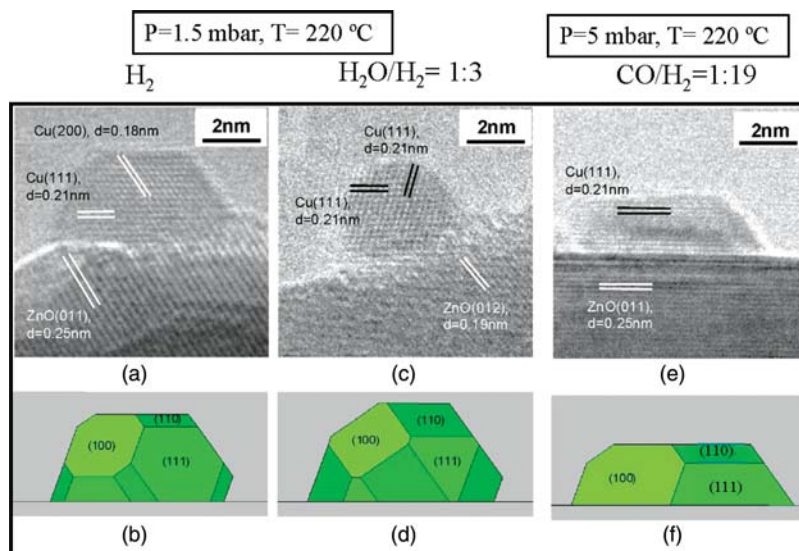 P=1.5 mbar, T= 220 ºC
P=5 mbar, T= 220 ºC
H2
H2O/H2= 1:3
CO/H2=1:19
Cu(200), d=0.18nm
2nm
Cu(111),
d=0.21nm
ZnO(011),
d=0.25nm
Cu(111),
d=0.21nm
2nm
Cu(111),
d=0.21nm
ZnO(012),
d=0.19nm
2nm
Cu(111),
d=0.21nm
ZnO(011),
d=0.25nm
(a)
(c)
(e)
(110)
(100)
(111)
(110)
(100)
(111)
(110)
(100)
(111)
(b)
(d)
(f)